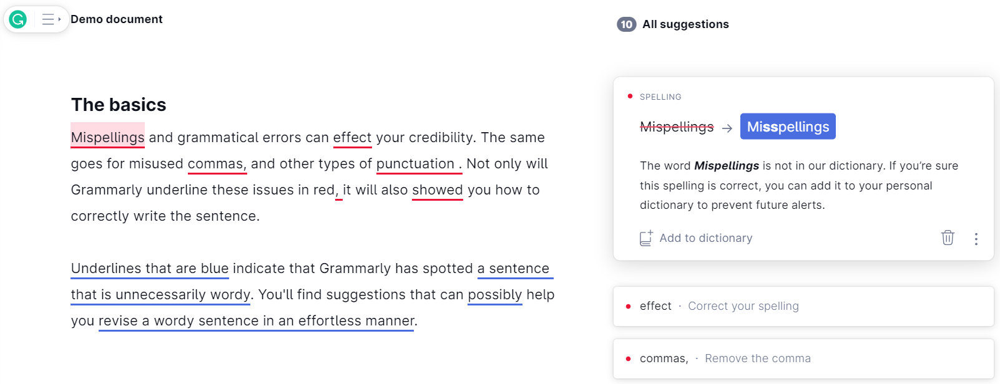 Demo document
10 All suggestions
The basics
Mispellings and grammatical errors can effect your credibility. The same
goes for misused commas, and other types of punctuation . Not only will
Grammarly underline these issues in red, it will also showed you how to
correctly write the sentence.
Underlines that are blue indicate that Grammarly has spotted a sentence
that is unnecessarily wordy. You'll find suggestions that can possibly help
you revise a wordy sentence in an effortless manner.
SPELLING
Mispellings → Misspellings
The word Mispellings is not in our dictionary. If you’re sure
this spelling is correct, you can add it to your personal
dictionary to prevent future alerts.
Add to dictionary
effect · Correct your spelling
commas, · Remove the comma